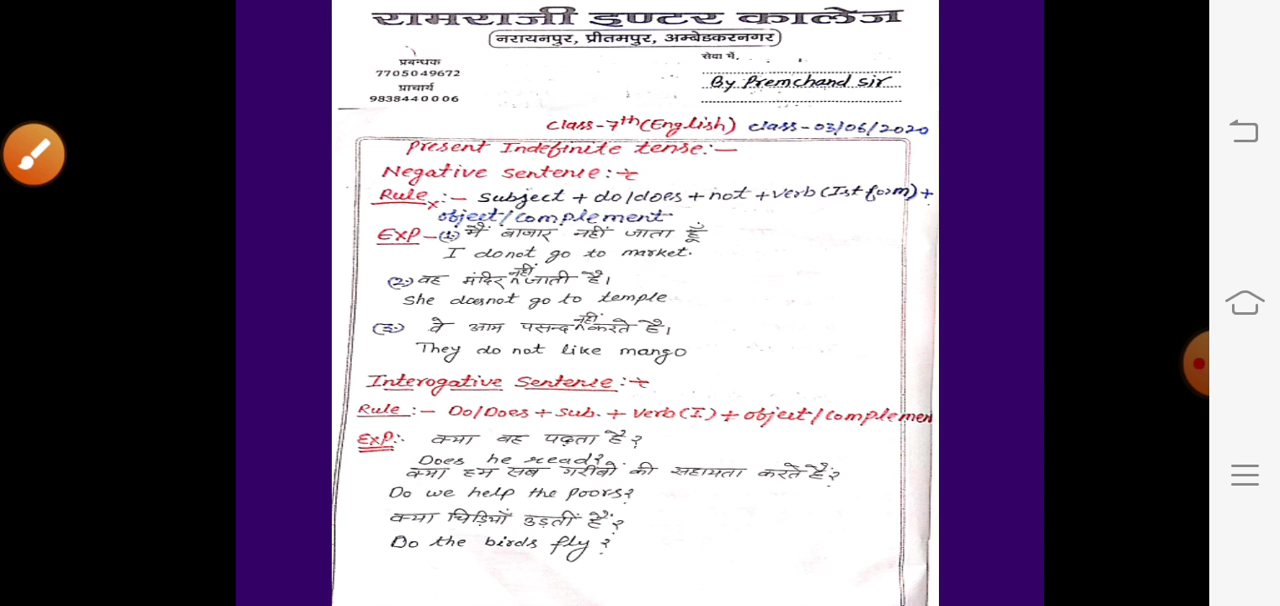 रामराजी इण्टर कालेज
नरायनपुर, प्रीतमपुर, अम्बेडकरनगर
प्रबन्धक
7705049672
प्राचार्य
9838440006
सेवा में,
By Premchand Sir
Class-7th (English) Class-03/06/2020
Present Indefinite tense:-
Negative Sentence:-
Rule:- Subject + do/does + not + verb (Ist form) +
object/complement
Exp-(1) मैं बाजार नहीं जाता हूँ
I donot go to market.
(2) वह मंदिर नहीं जाती है।
She doesnot go to temple
(3) वे आम पसन्द नहीं करते है।
They do not like mango
Interogative Sentence:-
Rule:- Do/Does + Sub. + Verb(I) + object/Complemen
Exp:- क्या वह पढ़ता है?
Does he read?
क्या हम सब गरीबों की सहायता करते हैं?
Do we help the poors?
क्या चिड़ियाँ उड़तीं हैं?
Do the birds fly?